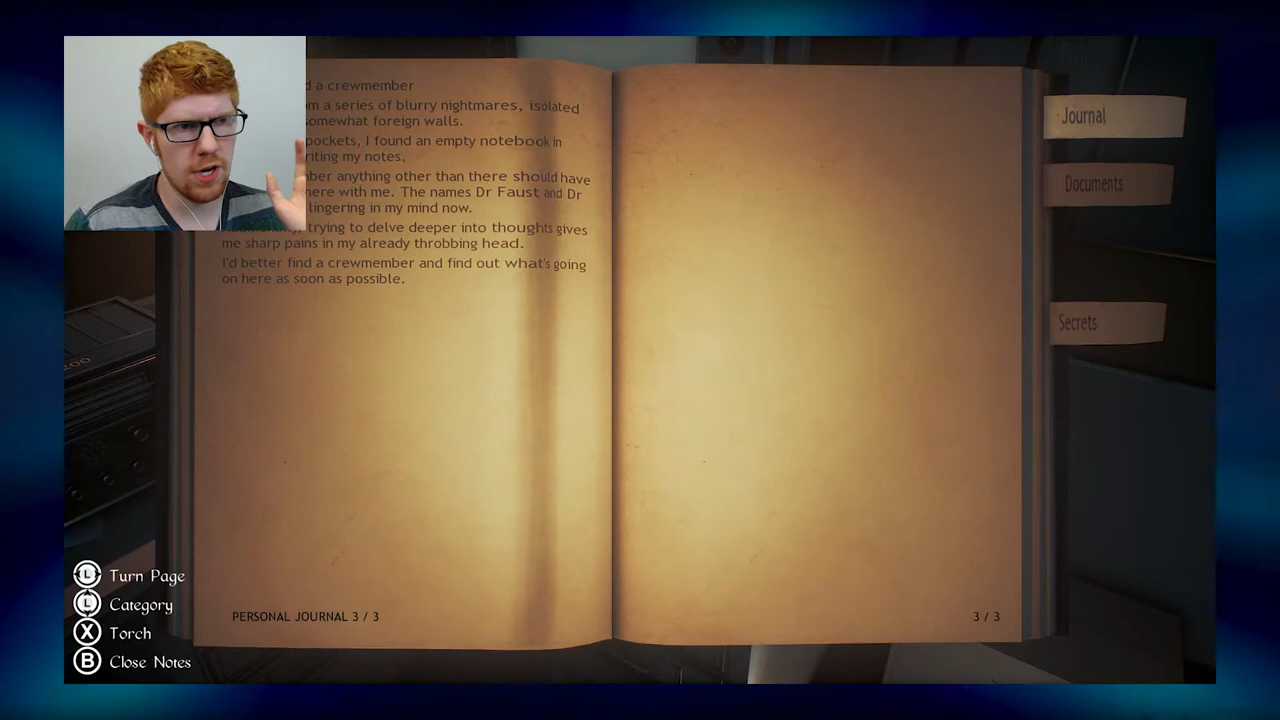 d a crewmember
om a series of blurry nightmares, isolated
somewhat foreign walls.
pockets, I found an empty notebook in
riting my notes.
ber anything other than there should have
here with me. The names Dr Faust and Dr
lingering in my mind now.
trying to delve deeper into thoughts gives
me sharp pains in my already throbbing head.
I'd better find a crewmember and find out what's going
on here as soon as possible.
PERSONAL JOURNAL 3 / 3
3 / 3
Journal
Documents
Secrets
L Turn Page
L Category
X Torch
B Close Notes